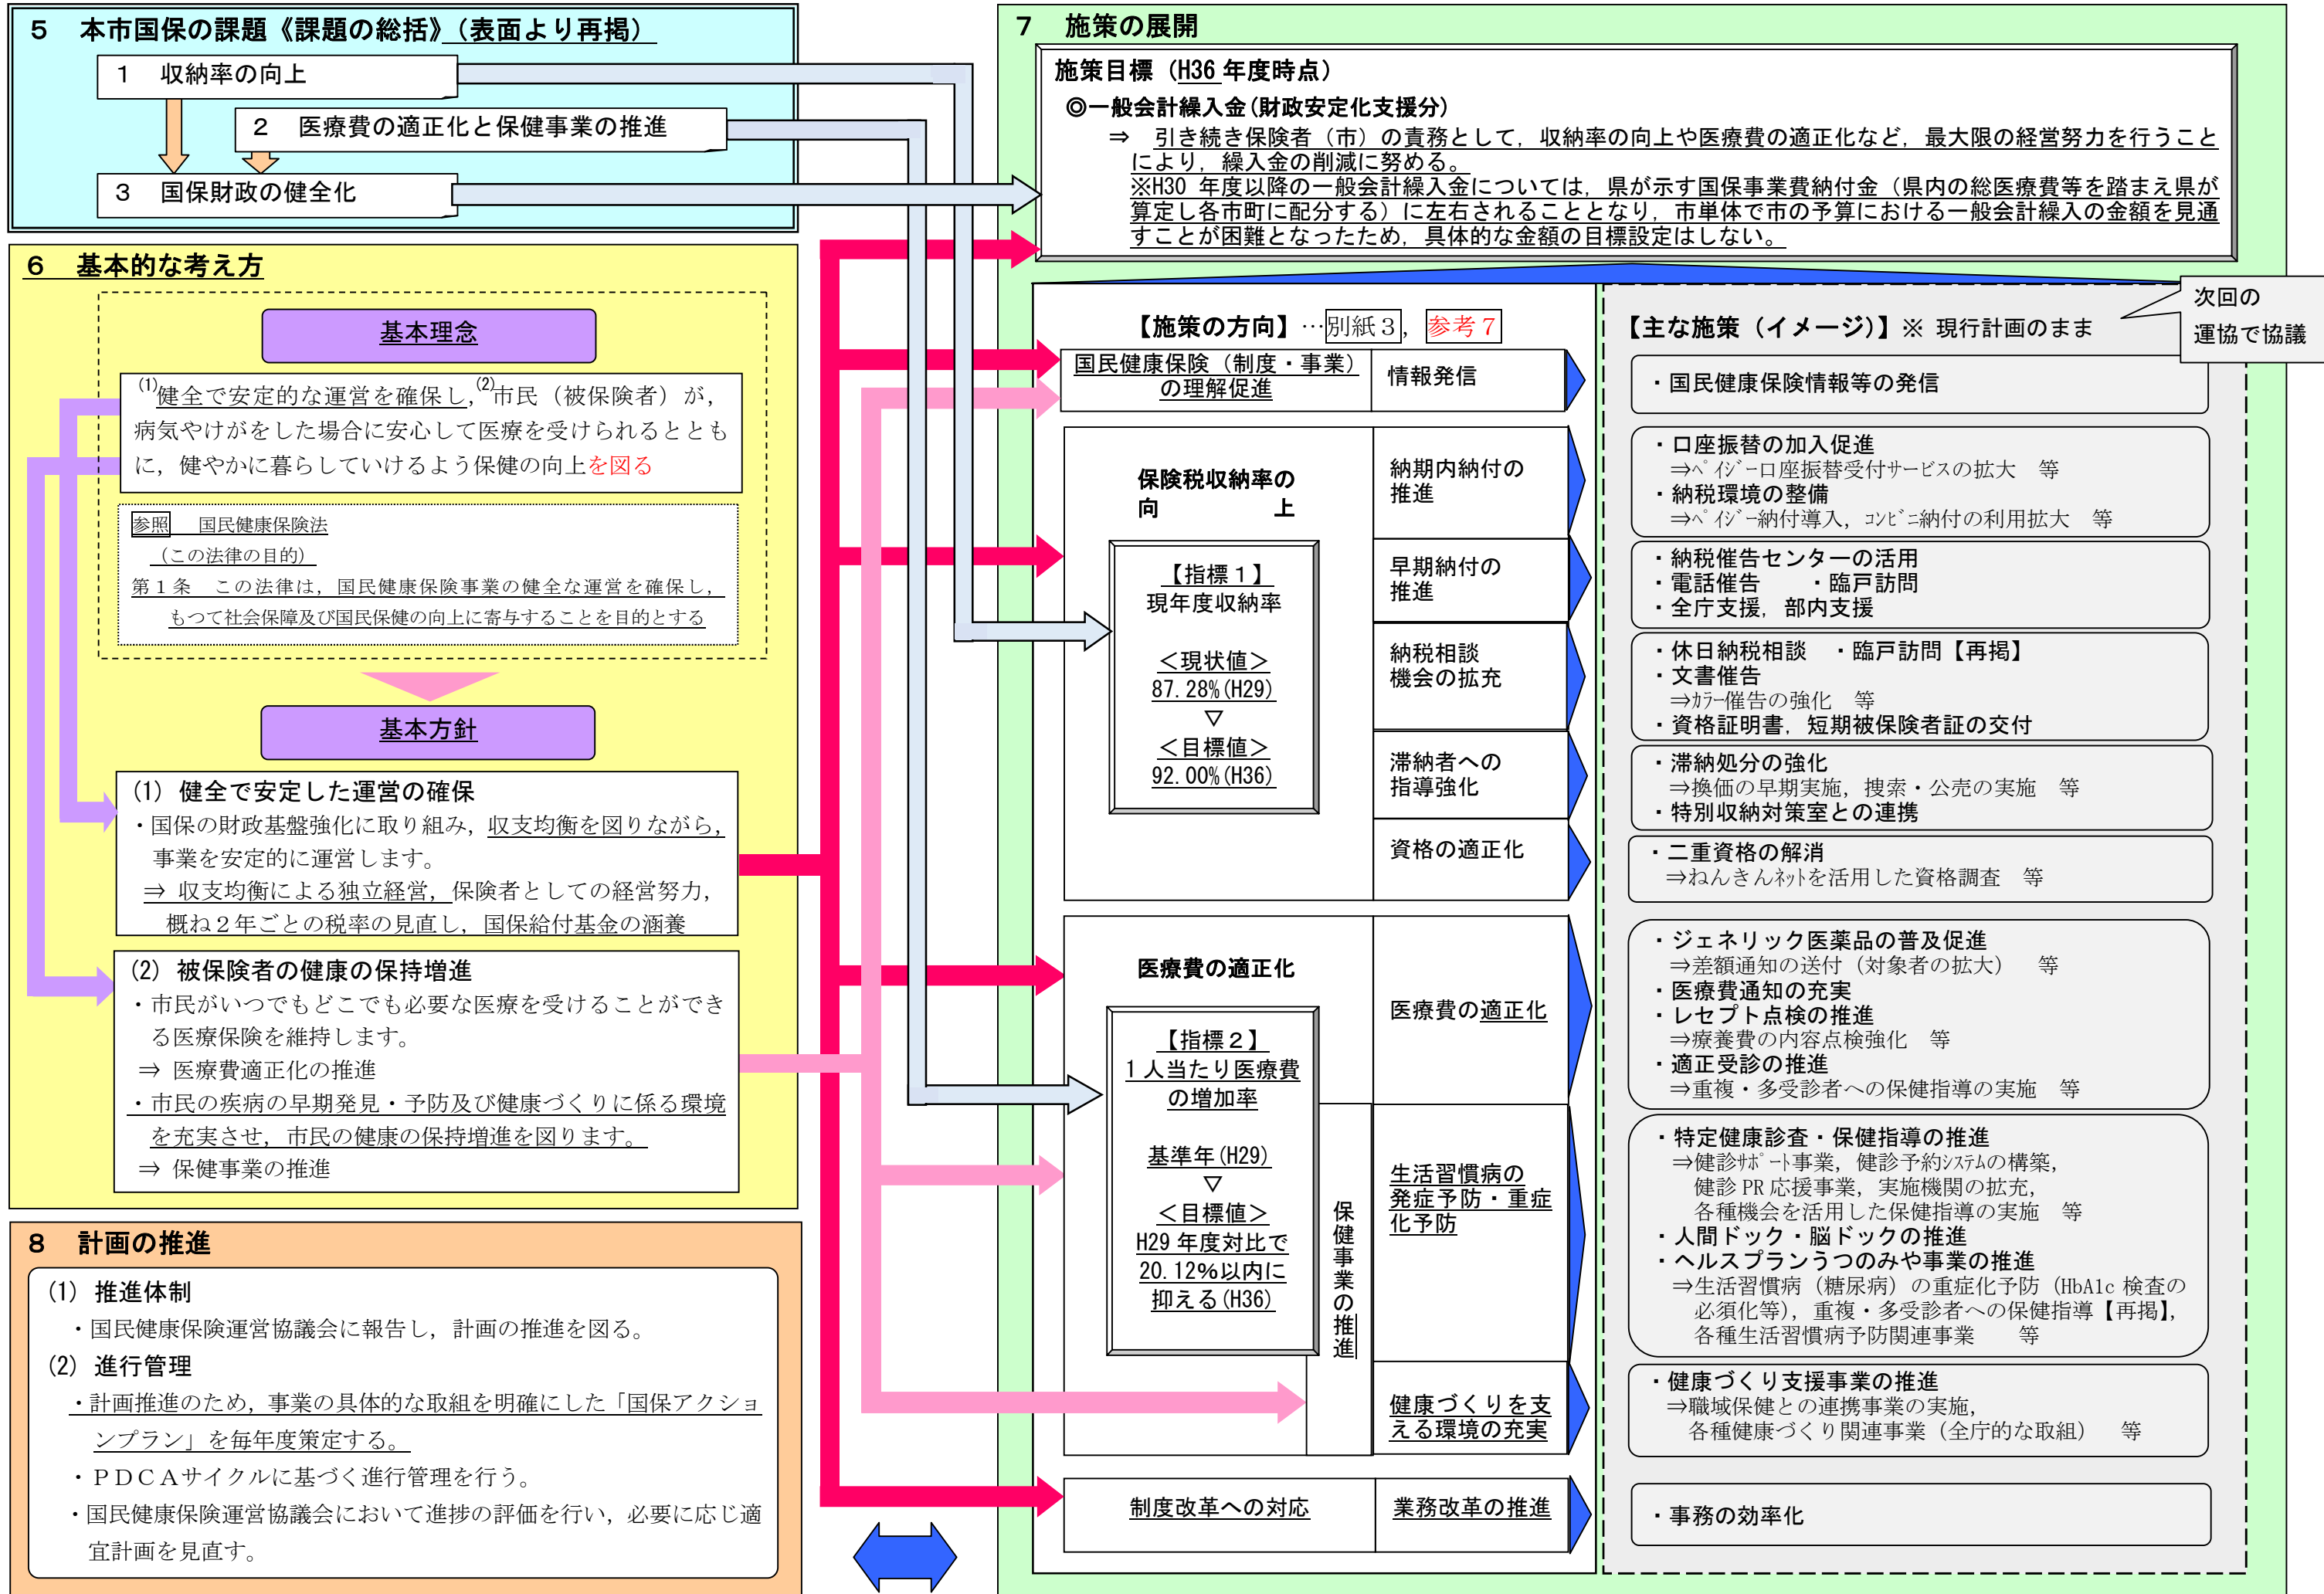 ５　本市国保の課題《課題の総括》（表面より再掲）
１　収納率の向上
２　医療費の適正化と保健事業の推進
３　国保財政の健全化
６　基本的な考え方
基本理念
(1)健全で安定的な運営を確保し，(2)市民（被保険者）が，
病気やけがをした場合に安心して医療を受けられるととも
に，健やかに暮らしていけるよう保健の向上を図る
参照　国民健康保険法
（この法律の目的）
第１条　この法律は，国民健康保険事業の健全な運営を確保し，
もつて社会保障及び国民保健の向上に寄与することを目的とする
基本方針
(1) 健全で安定した運営の確保
・国保の財政基盤強化に取り組み，収支均衡を図りながら，
事業を安定的に運営します。
⇒ 収支均衡による独立経営，保険者としての経営努力，
概ね２年ごとの税率の見直し，国保給付基金の涵養
(2) 被保険者の健康の保持増進
・市民がいつでもどこでも必要な医療を受けることができ
る医療保険を維持します。
⇒ 医療費適正化の推進
・市民の疾病の早期発見・予防及び健康づくりに係る環境
を充実させ，市民の健康の保持増進を図ります。
⇒ 保健事業の推進
８　計画の推進
(1) 推進体制
・国民健康保険運営協議会に報告し，計画の推進を図る。
(2) 進行管理
・計画推進のため，事業の具体的な取組を明確にした「国保アクショ
ンプラン」を毎年度策定する。
・ＰＤＣＡサイクルに基づく進行管理を行う。
・国民健康保険運営協議会において進捗の評価を行い，必要に応じ適
宜計画を見直す。
７　施策の展開
施策目標（H36 年度時点）
◎一般会計繰入金(財政安定化支援分)
⇒　引き続き保険者（市）の責務として，収納率の向上や医療費の適正化など，最大限の経営努力を行うこと
により，繰入金の削減に努める。
※H30 年度以降の一般会計繰入金については，県が示す国保事業費納付金（県内の総医療費等を踏まえ県が
算定し各市町に配分する）に左右されることとなり，市単体で市の予算における一般会計繰入の金額を見通
すことが困難となったため，具体的な金額の目標設定はしない。
【施策の方向】…別紙３，参考７
国民健康保険（制度・事業）
の理解促進
情報発信
保険税収納率の
向　　　上
【指標１】
現年度収納率
＜現状値＞
87.28%(H29)
▽
＜目標値＞
92.00%(H36)
納期内納付の
推進
早期納付の
推進
納税相談
機会の拡充
滞納者への
指導強化
資格の適正化
医療費の適正化
【指標２】
１人当たり医療費
の増加率
基準年(H29)
▽
＜目標値＞
H29 年度対比で
20.12%以内に
抑える(H36)
保健事業の推進
医療費の適正化
生活習慣病の
発症予防・重症
化予防
健康づくりを支
える環境の充実
制度改革への対応
業務改革の推進
【主な施策（イメージ）】※ 現行計画のまま
次回の
運協で協議
・国民健康保険情報等の発信
・口座振替の加入促進
⇒ﾍﾟｲｼﾞｰ口座振替受付サービスの拡大　等
・納税環境の整備
⇒ﾍﾟｲｼﾞｰ納付導入，ｺﾝﾋﾞﾆ納付の利用拡大　等
・納税催告センターの活用
・電話催告　　・臨戸訪問
・全庁支援，部内支援
・休日納税相談　・臨戸訪問【再掲】
・文書催告
⇒ｶﾗｰ催告の強化　等
・資格証明書，短期被保険者証の交付
・滞納処分の強化
⇒換価の早期実施，捜索・公売の実施　等
・特別収納対策室との連携
・二重資格の解消
⇒ねんきんﾈｯﾄを活用した資格調査　等
・ジェネリック医薬品の普及促進
⇒差額通知の送付（対象者の拡大）　等
・医療費通知の充実
・レセプト点検の推進
⇒療養費の内容点検強化　等
・適正受診の推進
⇒重複・多受診者への保健指導の実施　等
・特定健康診査・保健指導の推進
⇒健診ｻﾎﾟｰﾄ事業，健診予約ｼｽﾃﾑの構築，
健診 PR 応援事業，実施機関の拡充，
各種機会を活用した保健指導の実施　等
・人間ドック・脳ドックの推進
・ヘルスプランうつのみや事業の推進
⇒生活習慣病（糖尿病）の重症化予防（HbA1c 検査の
必須化等），重複・多受診者への保健指導【再掲】，
各種生活習慣病予防関連事業　　等
・健康づくり支援事業の推進
⇒職域保健との連携事業の実施，
各種健康づくり関連事業（全庁的な取組）　等
・事務の効率化